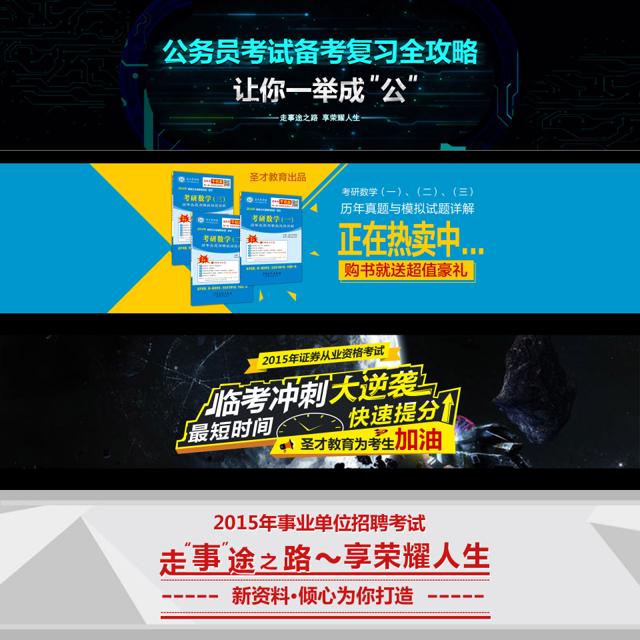 公务员考试备考复习全攻略
让你一举成"公"
走事途之路 享荣耀人生
圣才教育出品
考研数学(三)
考研数学(一)
考研数学(二
考研数学(一)、(二)、(三)
历年真题与模拟试题详解
正在热卖中...
购书就送超值豪礼
2015年证券从业资格考试
临考冲刺大逆袭
最短时间 快速提分
圣才教育为考生加油
2015年事业单位招聘考试
走"事"途之路~享荣耀人生
新资料·倾心为你打造